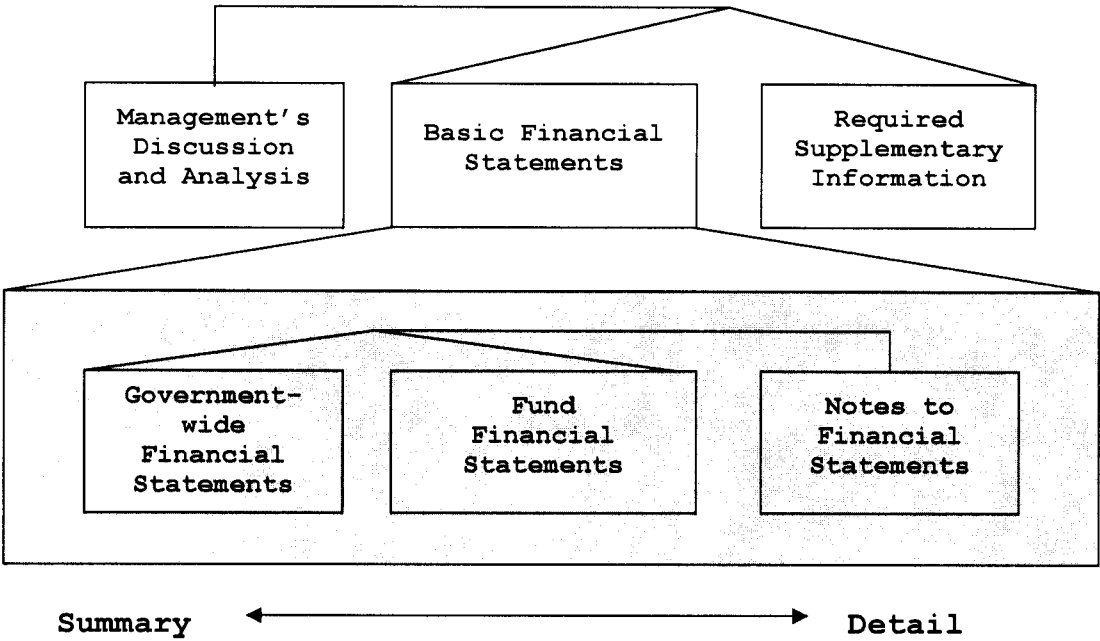 Management's
Discussion
and Analysis
Basic Financial
Statements
Required
Supplementary
Information
Government-
wide
Financial
Statements
Fund
Financial
Statements
Notes to
Financial
Statements
Summary
Detail